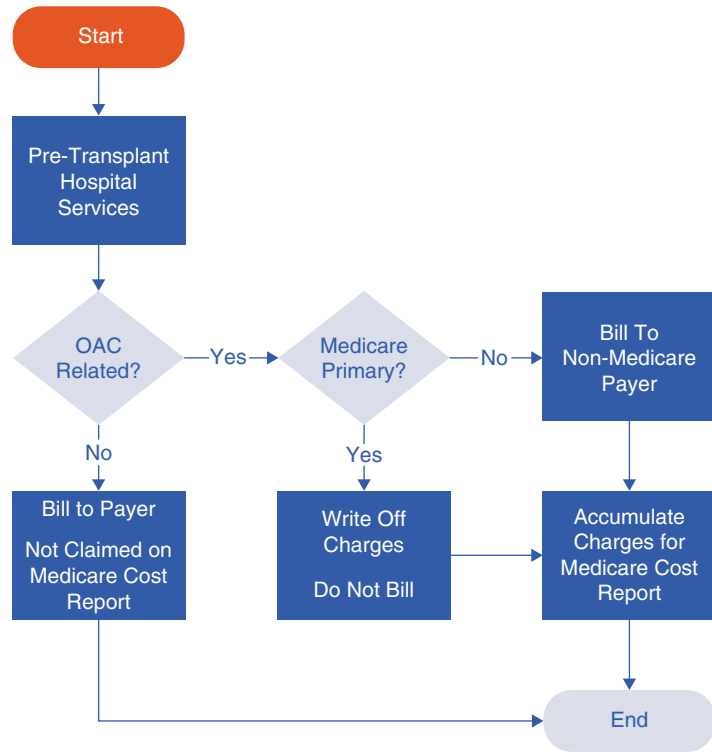 Start
Pre-Transplant
Hospital
Services
OAC
Related?
Yes
Medicare
Primary?
No
Bill To
Non-Medicare
Payer
No
Yes
Bill to Payer
Not Claimed on
Medicare Cost
Report
Write Off
Charges
Do Not Bill
Accumulate
Charges for
Medicare Cost
Report
End